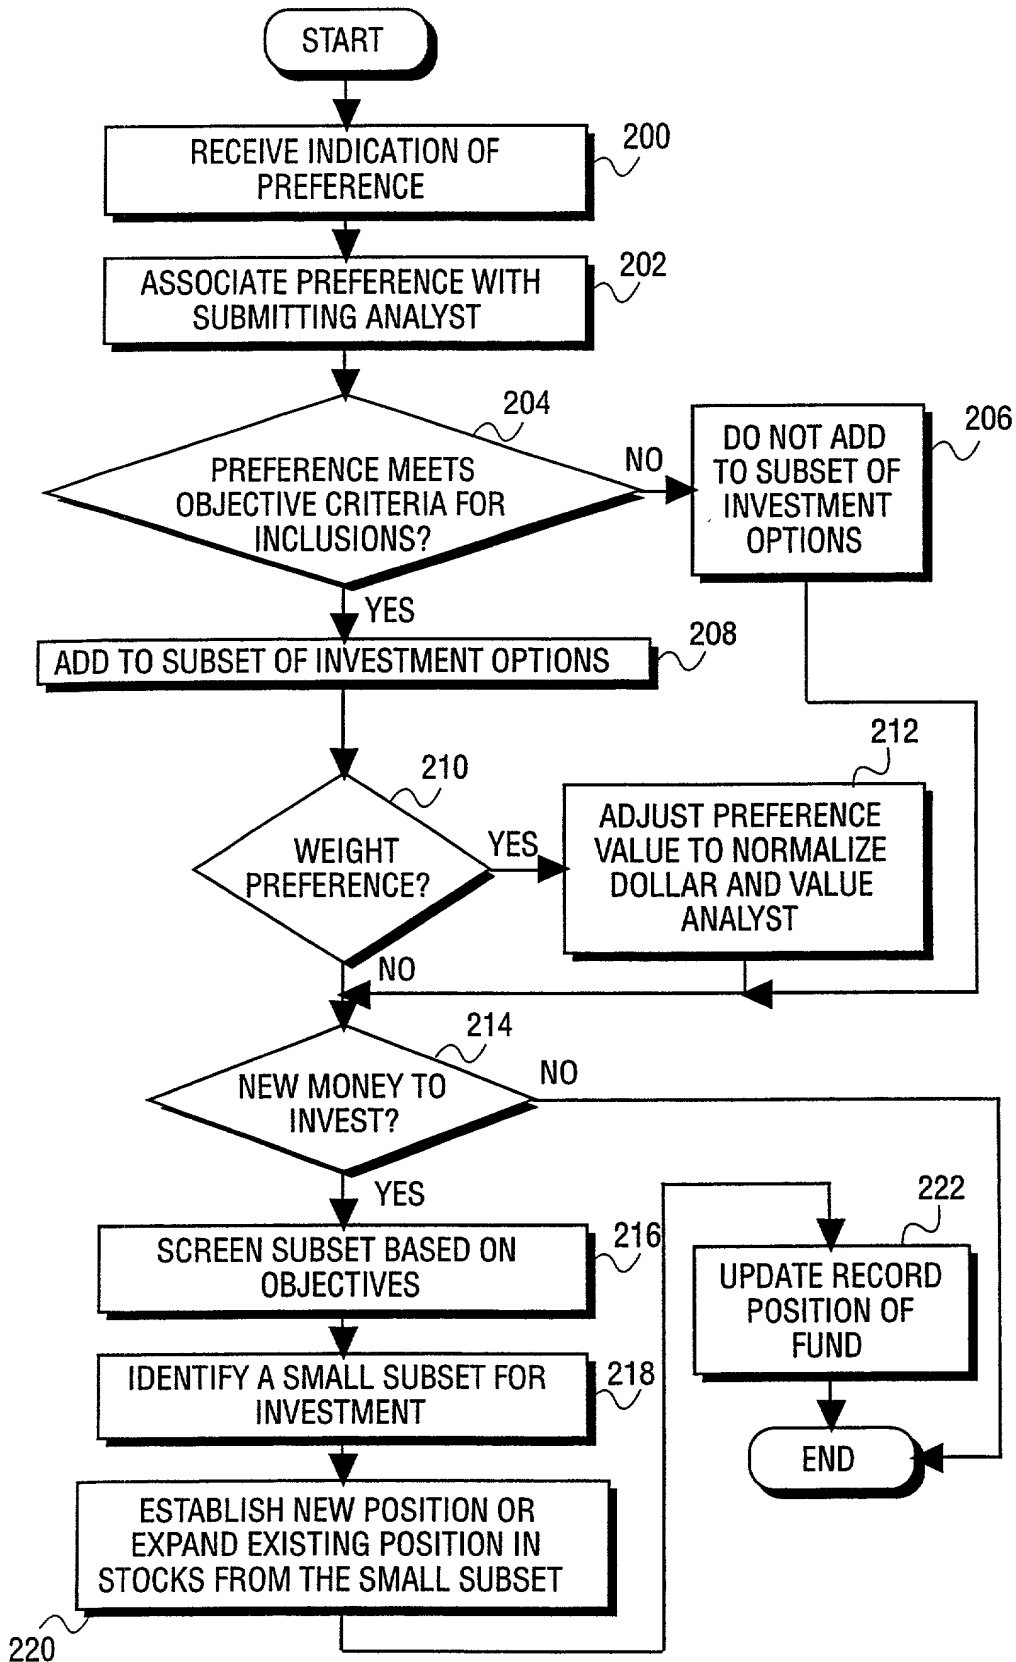 START
RECEIVE INDICATION OF
PREFERENCE
200
ASSOCIATE PREFERENCE WITH
SUBMITTING ANALYST
202
204
PREFERENCE MEETS
OBJECTIVE CRITERIA FOR
INCLUSIONS?
NO
DO NOT ADD
TO SUBSET OF
INVESTMENT
OPTIONS
206
YES
ADD TO SUBSET OF INVESTMENT OPTIONS
208
210
WEIGHT
PREFERENCE?
YES
212
ADJUST PREFERENCE
VALUE TO NORMALIZE
DOLLAR AND VALUE
ANALYST
NO
214
NEW MONEY TO
INVEST?
NO
YES
SCREEN SUBSET BASED ON
OBJECTIVES
216
IDENTIFY A SMALL SUBSET FOR
INVESTMENT
218
ESTABLISH NEW POSITION OR
EXPAND EXISTING POSITION IN
STOCKS FROM THE SMALL SUBSET
220
222
UPDATE RECORD
POSITION OF
FUND
END